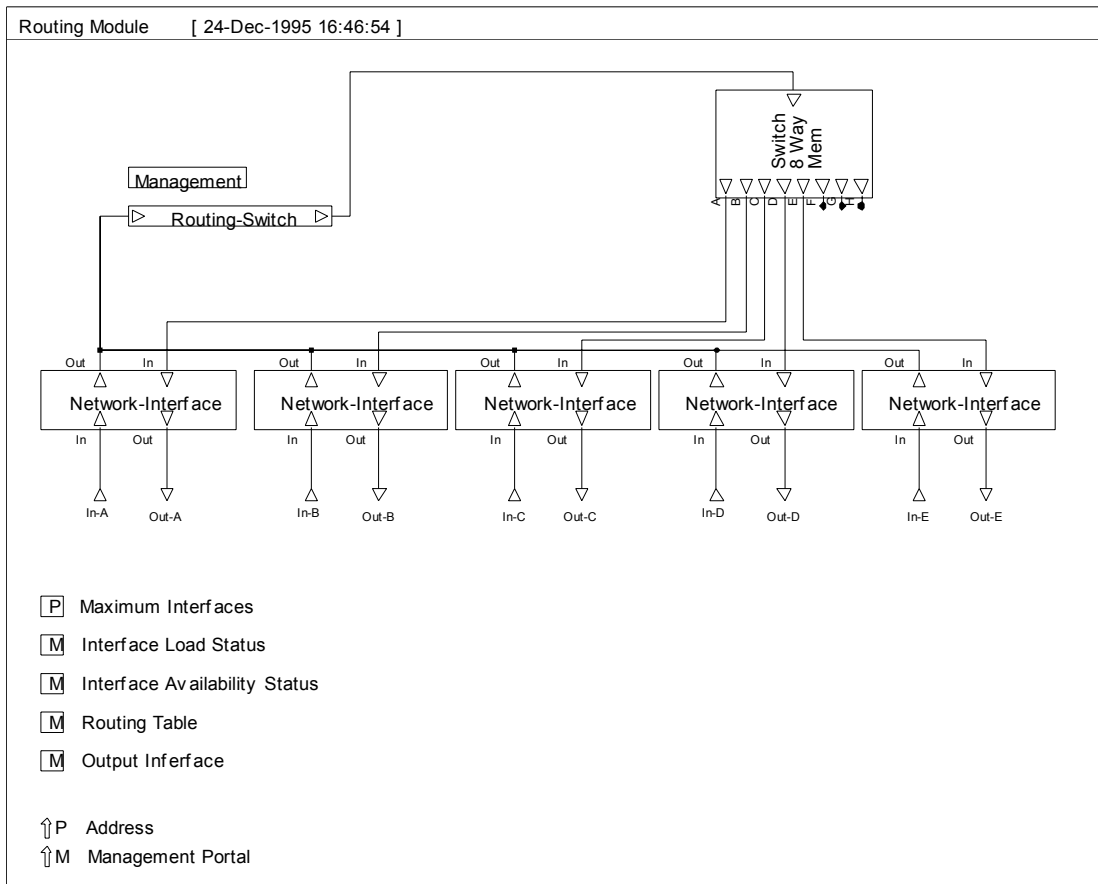 Routing Module [ 24-Dec-1995 16:46:54 ]
Switch
8 Way
Mem
Management
Routing-Switch
A B C D E F G H
Out In Out In Out In Out In Out In
Network-Interface Network-Interface Network-Interface Network-Interface Network-Interface
In Out In Out In Out In Out In Out
In-A Out-A In-B Out-B In-C Out-C In-D Out-D In-E Out-E
P Maximum Interfaces
M Interface Load Status
M Interface Availability Status
M Routing Table
M Output Inferface
⇧P Address
⇧M Management Portal